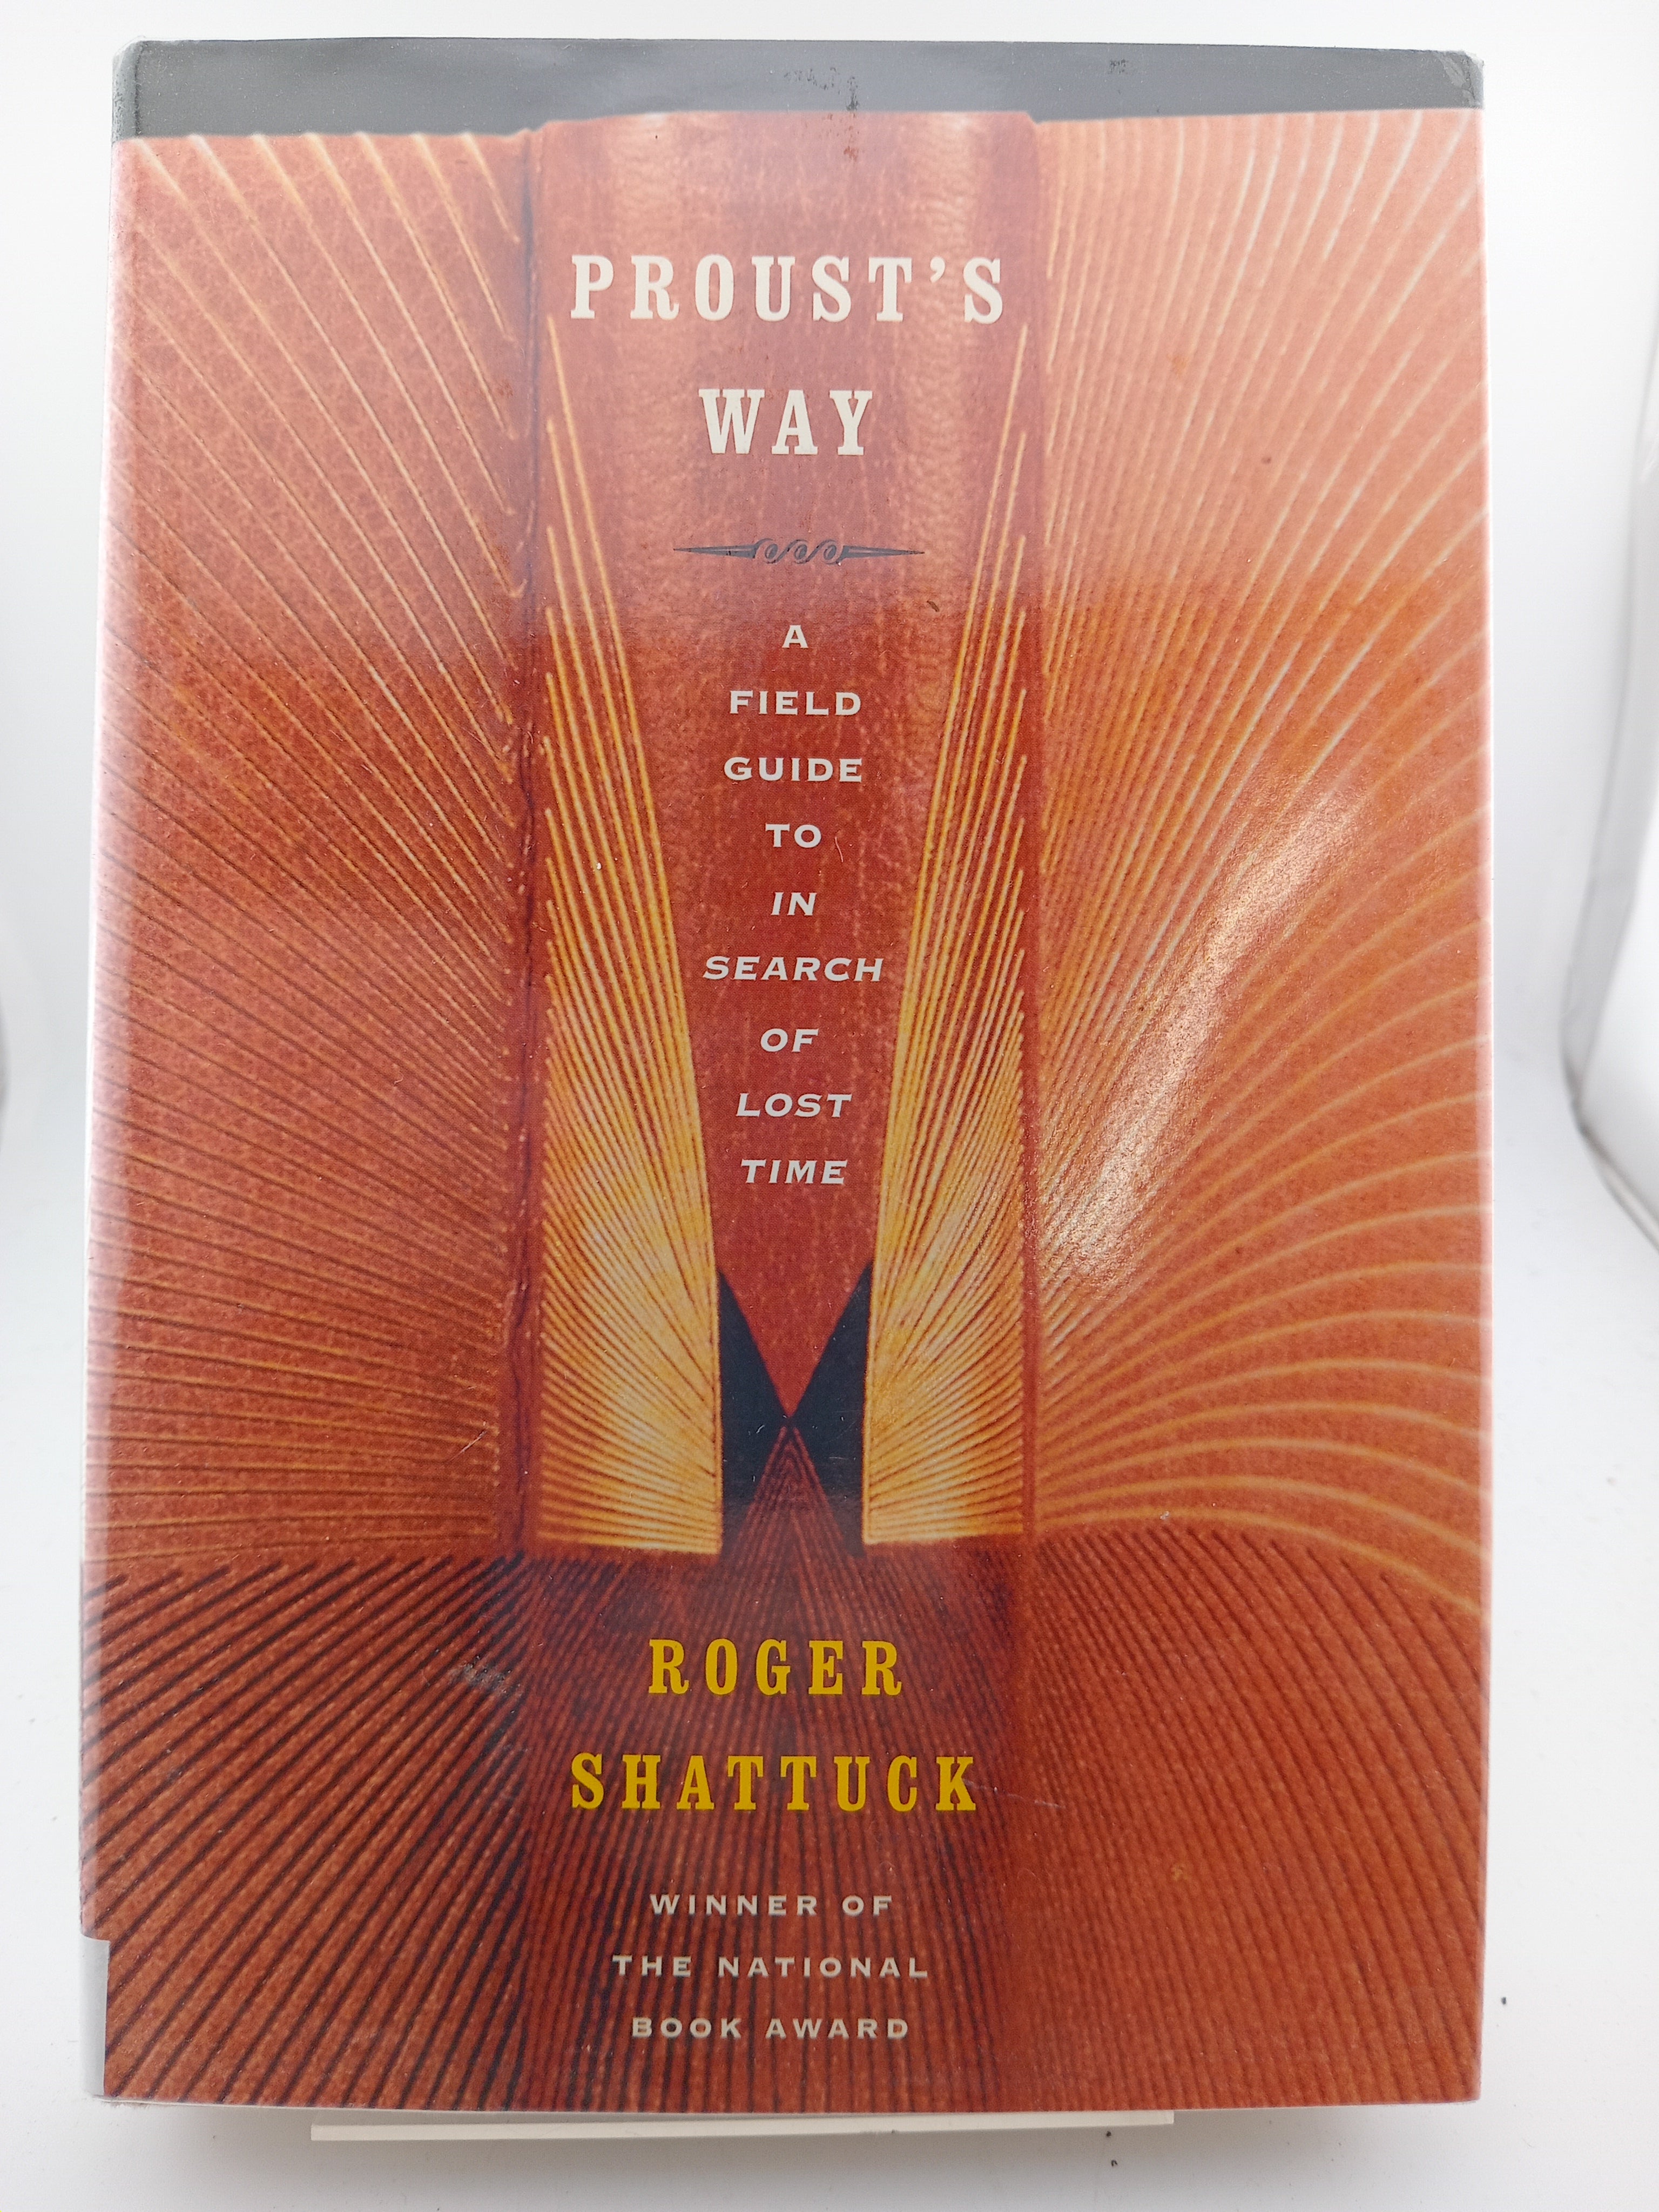 PROUST'S
WAY
A
FIELD
GUIDE
TO
IN
SEARCH
OF
LOST
TIME
ROGER
SHATTUCK
WINNER OF
THE NATIONAL
BOOK AWARD